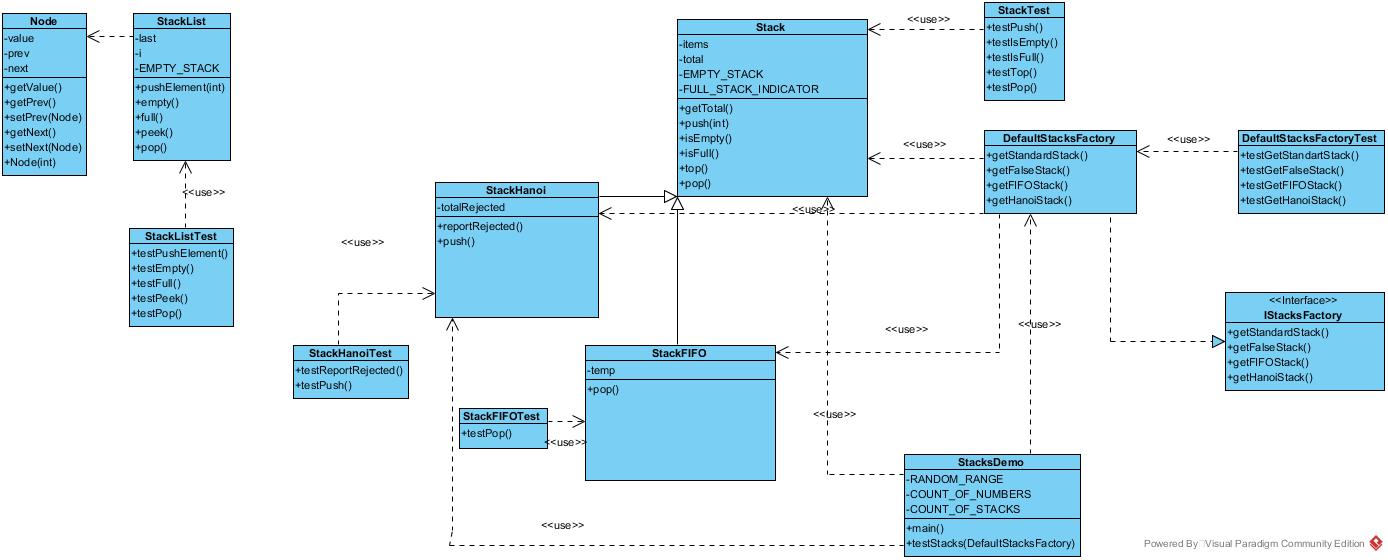 Node
-value
-prev
-next
+getValue()
+getPrev()
+setPrev(Node)
+getNext()
+setNext(Node)
+Node(int)
StackList
-last
-i
-EMPTY_STACK
+pushElement(int)
+empty()
+full()
+peek()
+pop()
<<use>>
StackListTest
+testPushElement()
+testEmpty()
+testFull()
+testPeek()
+testPop()
Stack
-items
-total
-EMPTY_STACK
-FULL_STACK_INDICATOR
+getTotal()
+push(int)
+isEmpty()
+isFull()
+top()
+pop()
<<use>>
StackTest
+testPush()
+testIsEmpty()
+testIsFull()
+testTop()
+testPop()
<<use>>
DefaultStacksFactory
+getStandardStack()
+getFalseStack()
+getFIFOStack()
+getHanoiStack()
<<use>>
DefaultStacksFactoryTest
+testGetStandartStack()
+testGetFalseStack()
+testGetFIFOStack()
+testGetHanoiStack()
StackHanoi
-totalRejected
+reportRejected()
+push()
<<use>>
<<use>>
StackHanoiTest
+testReportRejected()
+testPush()
StackFIFO
-temp
+pop()
<<use>>
<<use>>
<<Interface>>
IStacksFactory
+getStandardStack()
+getFalseStack()
+getFIFOStack()
+getHanoiStack()
StackFIFOTest
+testPop()
<<use>>
<<use>>
StacksDemo
-RANDOM_RANGE
-COUNT_OF_NUMBERS
-COUNT_OF_STACKS
+main()
+testStacks(DefaultStacksFactory)
<<use>>
Powered By Visual Paradigm Community Edition